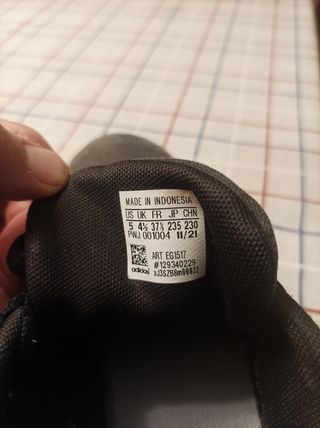 MADE IN INDONESIA
US UK FR JP CHN
5 4½ 37⅓ 235 230
PWJ 001004 11/21
ART EG1517
#129340229
adidas